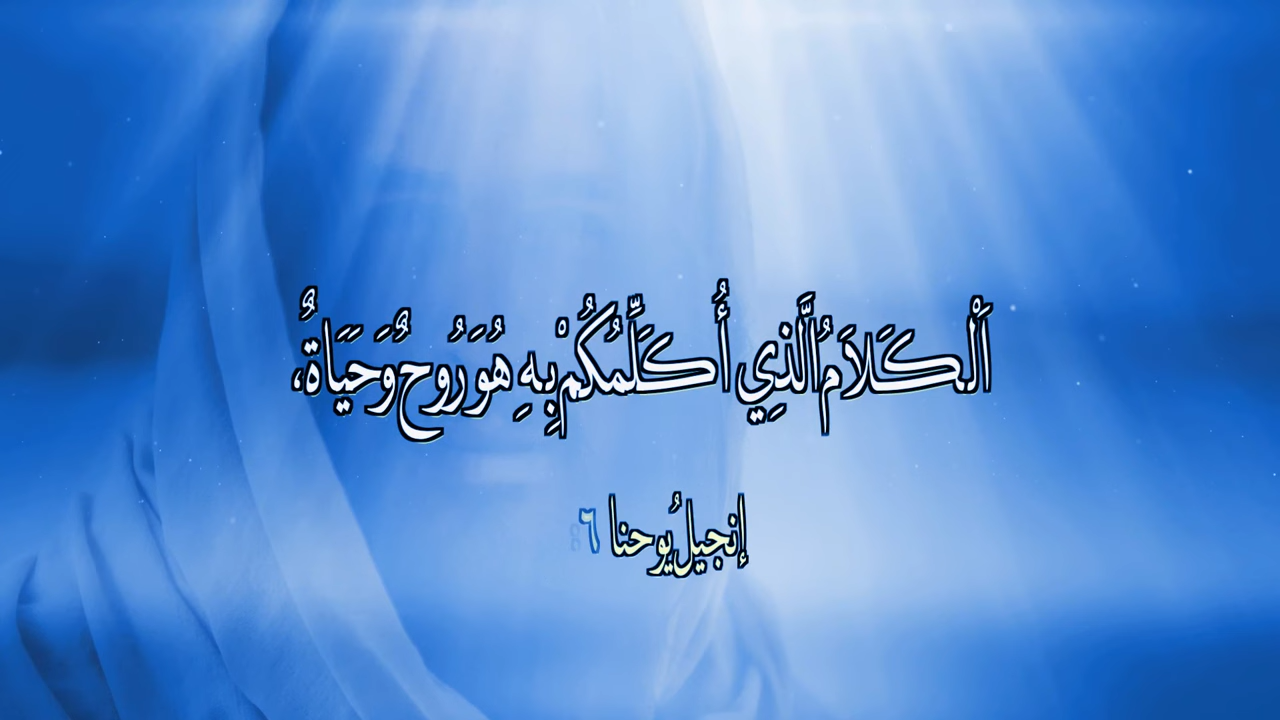 اَلْكَلاَمُ الَّذِي أُكَلِّمُكُمْ بِهِ هُوَ رُوحٌ وَحَيَاةٌ،
إنجيلُ يوحنا ٦